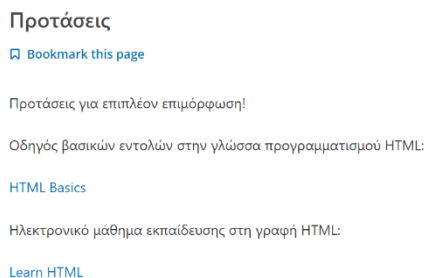 Προτάσεις
Bookmark this page
Προτάσεις για επιπλέον επιμόρφωση!
Οδηγός βασικών εντολών στην γλώσσα προγραμματισμού HTML:
HTML Basics
Ηλεκτρονικό μάθημα εκπαίδευσης στη γραφή HTML:
Learn HTML